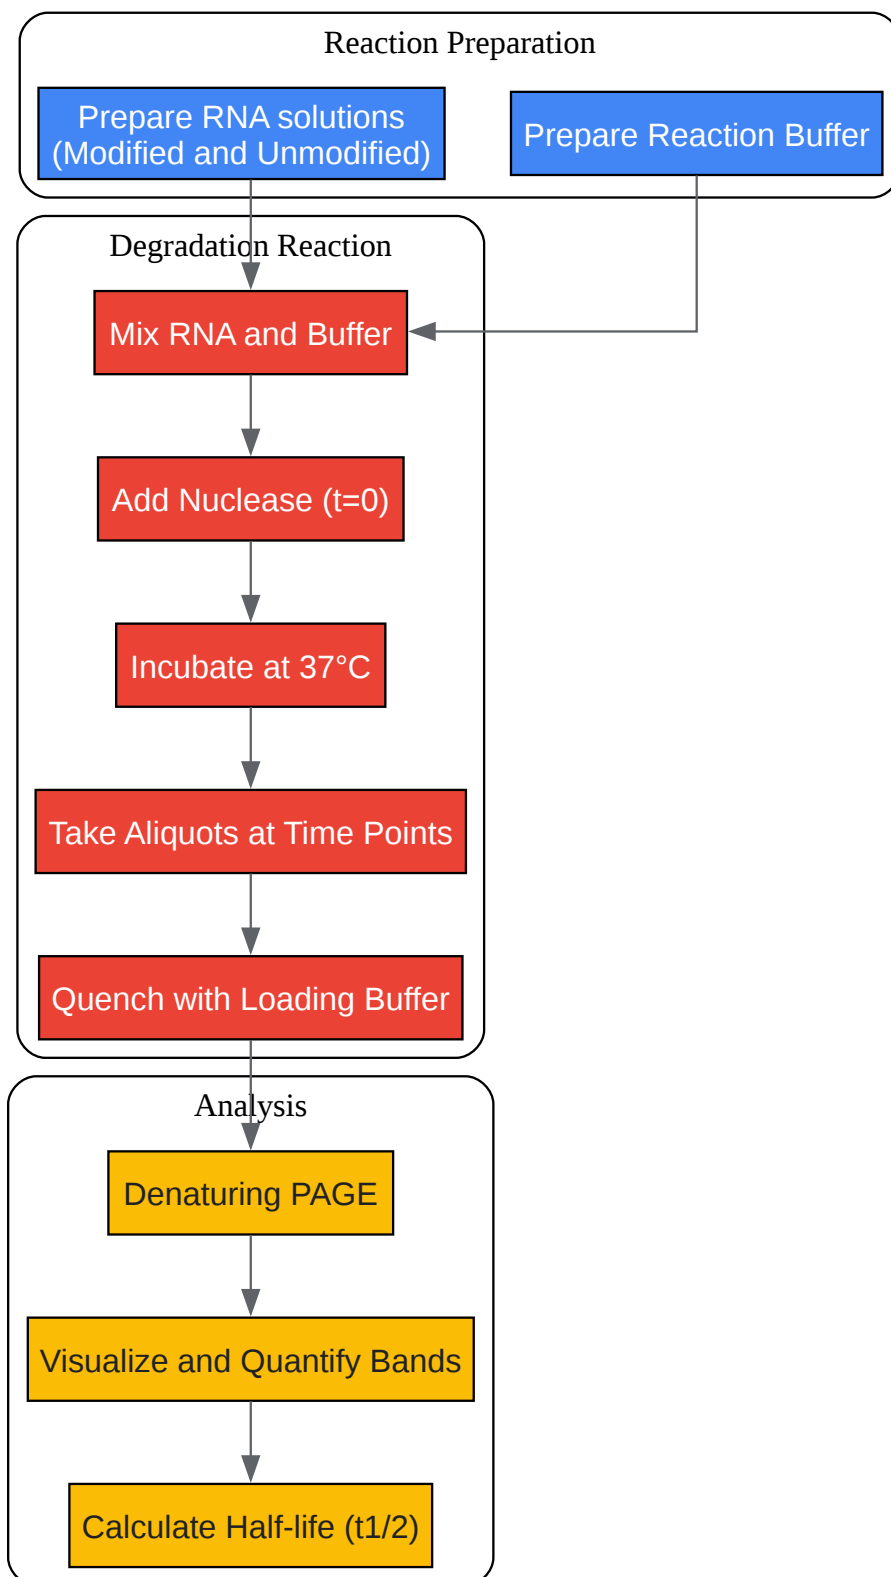 Reaction Preparation
Prepare RNA solutions
(Modified and Unmodified)
Prepare Reaction Buffer
Degradation Reaction
Mix RNA and Buffer
Add Nuclease (t=0)
Incubate at 37°C
Take Aliquots at Time Points
Quench with Loading Buffer
Analysis
Denaturing PAGE
Visualize and Quantify Bands
Calculate Half-life (t1/2)